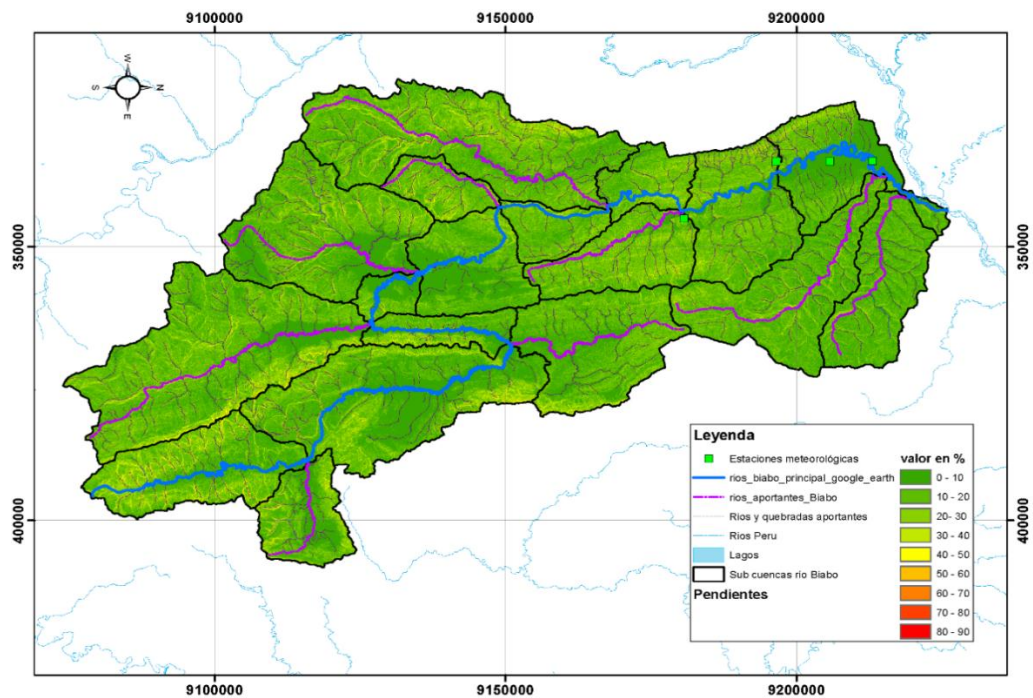 9100000 9150000 9200000
W
S N
E
350000 350000
400000 400000
Leyenda
Estaciones meteorológicas
rios_biabo_principal_google_earth
rios_aportantes_Biabo
Ríos y quebradas aportantes
Rios Peru
Lagos
Sub cuencas río Biabo
Pendientes
valor en %
0 - 10
10 - 20
20- 30
30 - 40
40 - 50
50 - 60
60 - 70
70 - 80
80 - 90
9100000 9150000 9200000